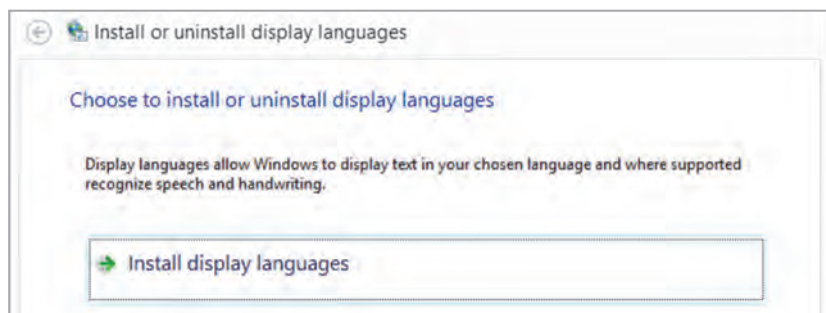 Install or uninstall display languages
Choose to install or uninstall display languages
Display languages allow Windows to display text in your chosen language and where supported
recognize speech and handwriting.
Install display languages